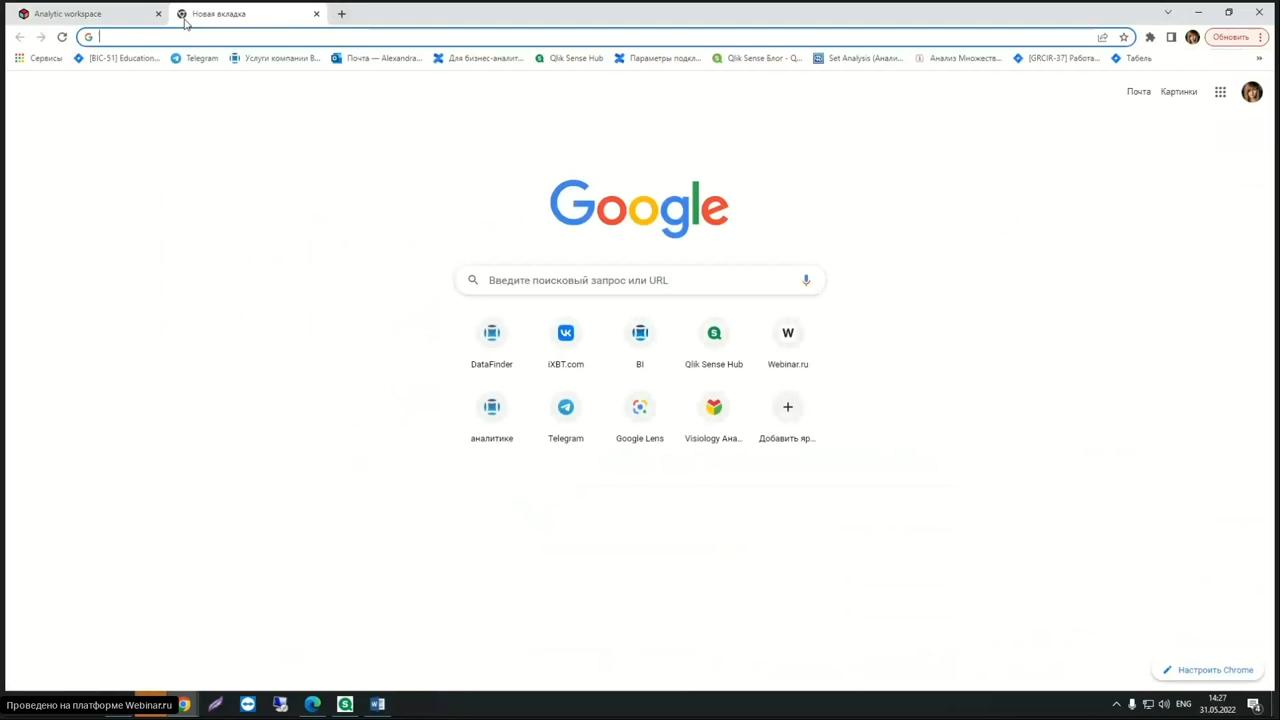 Analytic workspace
Новая вкладка
Сервисы [BIC-51] Education... Telegram Услуги компании B... Почта — Alexandra... Для бизнес-аналит... Qlik Sense Hub Параметры подкл... Qlik Sense Блог - Q... Set Analysis (Анали... Анализ Множеств... [GRCIR-37] Работа... Табель »
Обновить
Почта Картинки
Google
Введите поисковый запрос или URL
DataFinder iXBT.com BI Qlik Sense Hub Webinar.ru
аналитике Telegram Google Lens Visiology Ана... Добавить яр...
Настроить Chrome
Проведено на платформе Webinar.ru
ENG
14:27
31.05.2022